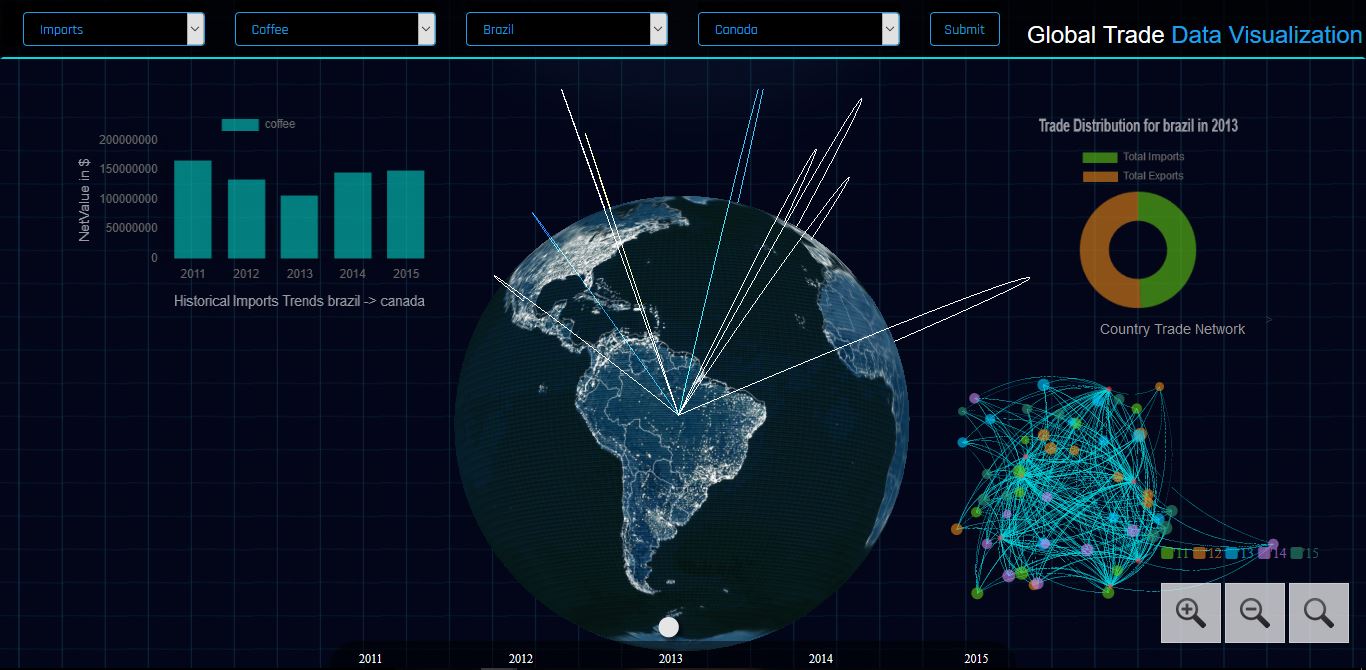 Imports
Coffee
Brazil
Canada
Submit
Global Trade Data Visualization
coffee
NetValue in $
200000000
150000000
100000000
50000000
0
2011 2012 2013 2014 2015
Historical Imports Trends brazil -> canada
Trade Distribution for brazil in 2013
Total Imports
Total Exports
Country Trade Network
>
'11 '12 '13 '14 '15
2011 2012 2013 2014 2015